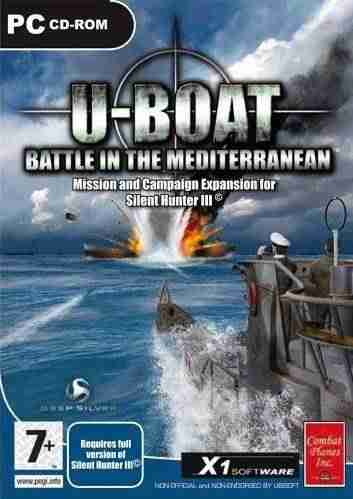 PC CD-ROM
U-BOAT
BATTLE IN THE MEDITERRANEAN
Mission and Campaign Expansion for
Silent Hunter III ©
DEEP SILVER
7+
www.pegi.info
Requires full
version of
Silent Hunter III©
X1 SOFTWARE
NON OFFICIAL and NON-ENDORSED BY UBISOFT
Combat
Planes
Inc.